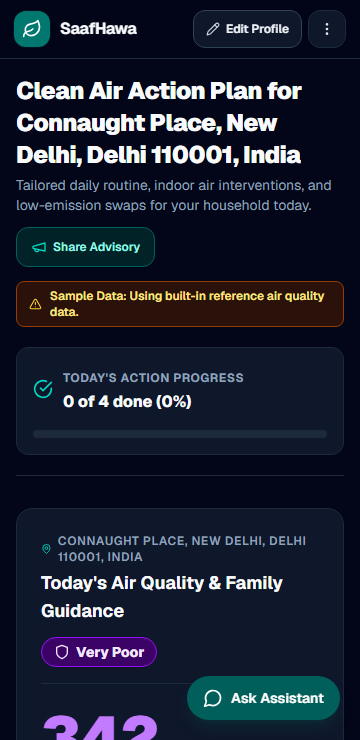 SaafHawa
Edit Profile
Clean Air Action Plan for
Connaught Place, New
Delhi, Delhi 110001, India
Tailored daily routine, indoor air interventions, and
low-emission swaps for your household today.
Share Advisory
Sample Data: Using built-in reference air quality
data.
TODAY'S ACTION PROGRESS
0 of 4 done (0%)
CONNAUGHT PLACE, NEW DELHI, DELHI
110001, INDIA
Today's Air Quality & Family
Guidance
Very Poor
342
Ask Assistant